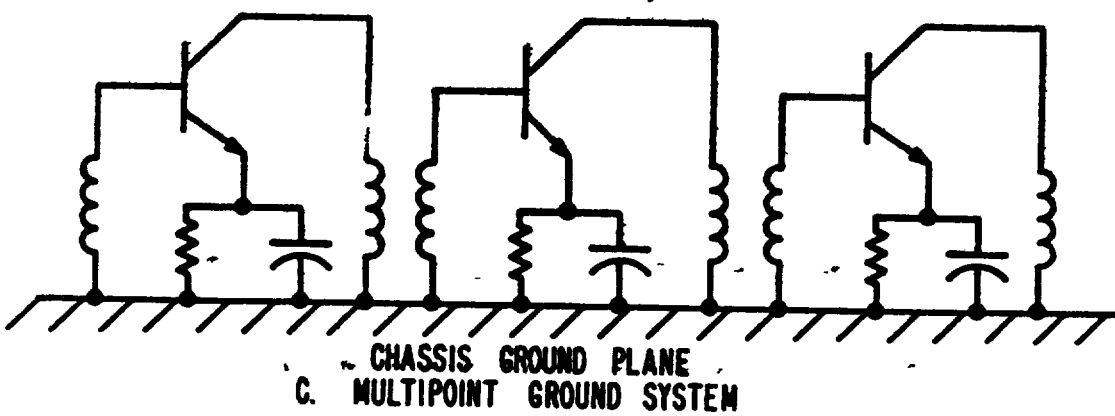 CHASSIS GROUND PLANE
C. MULTIPOINT GROUND SYSTEM